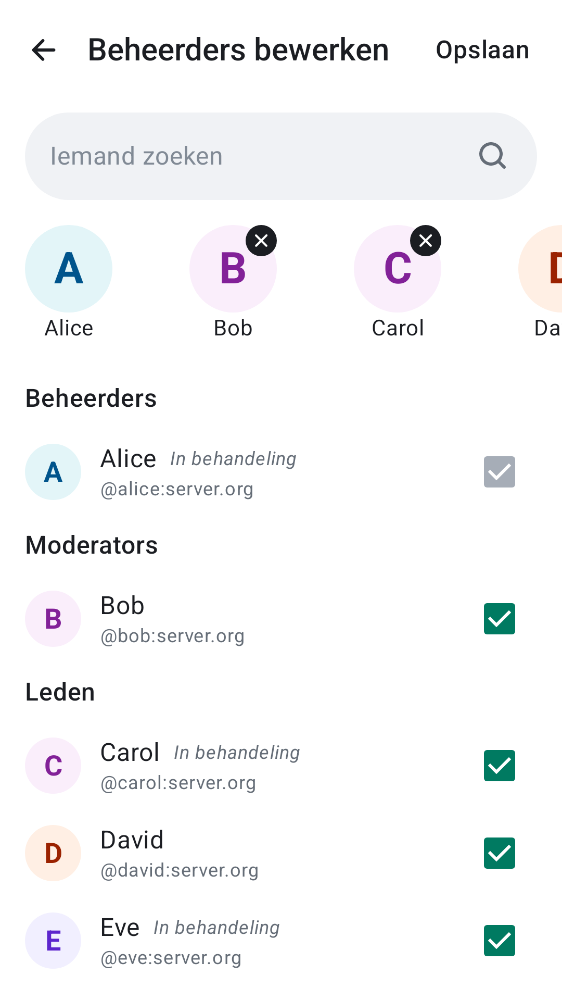 Beheerders bewerken Opslaan
Iemand zoeken
A B C D
Alice Bob Carol Da
Beheerders
A Alice In behandeling
@alice:server.org
Moderators
B Bob
@bob:server.org
Leden
C Carol In behandeling
@carol:server.org
D David
@david:server.org
E Eve In behandeling
@eve:server.org